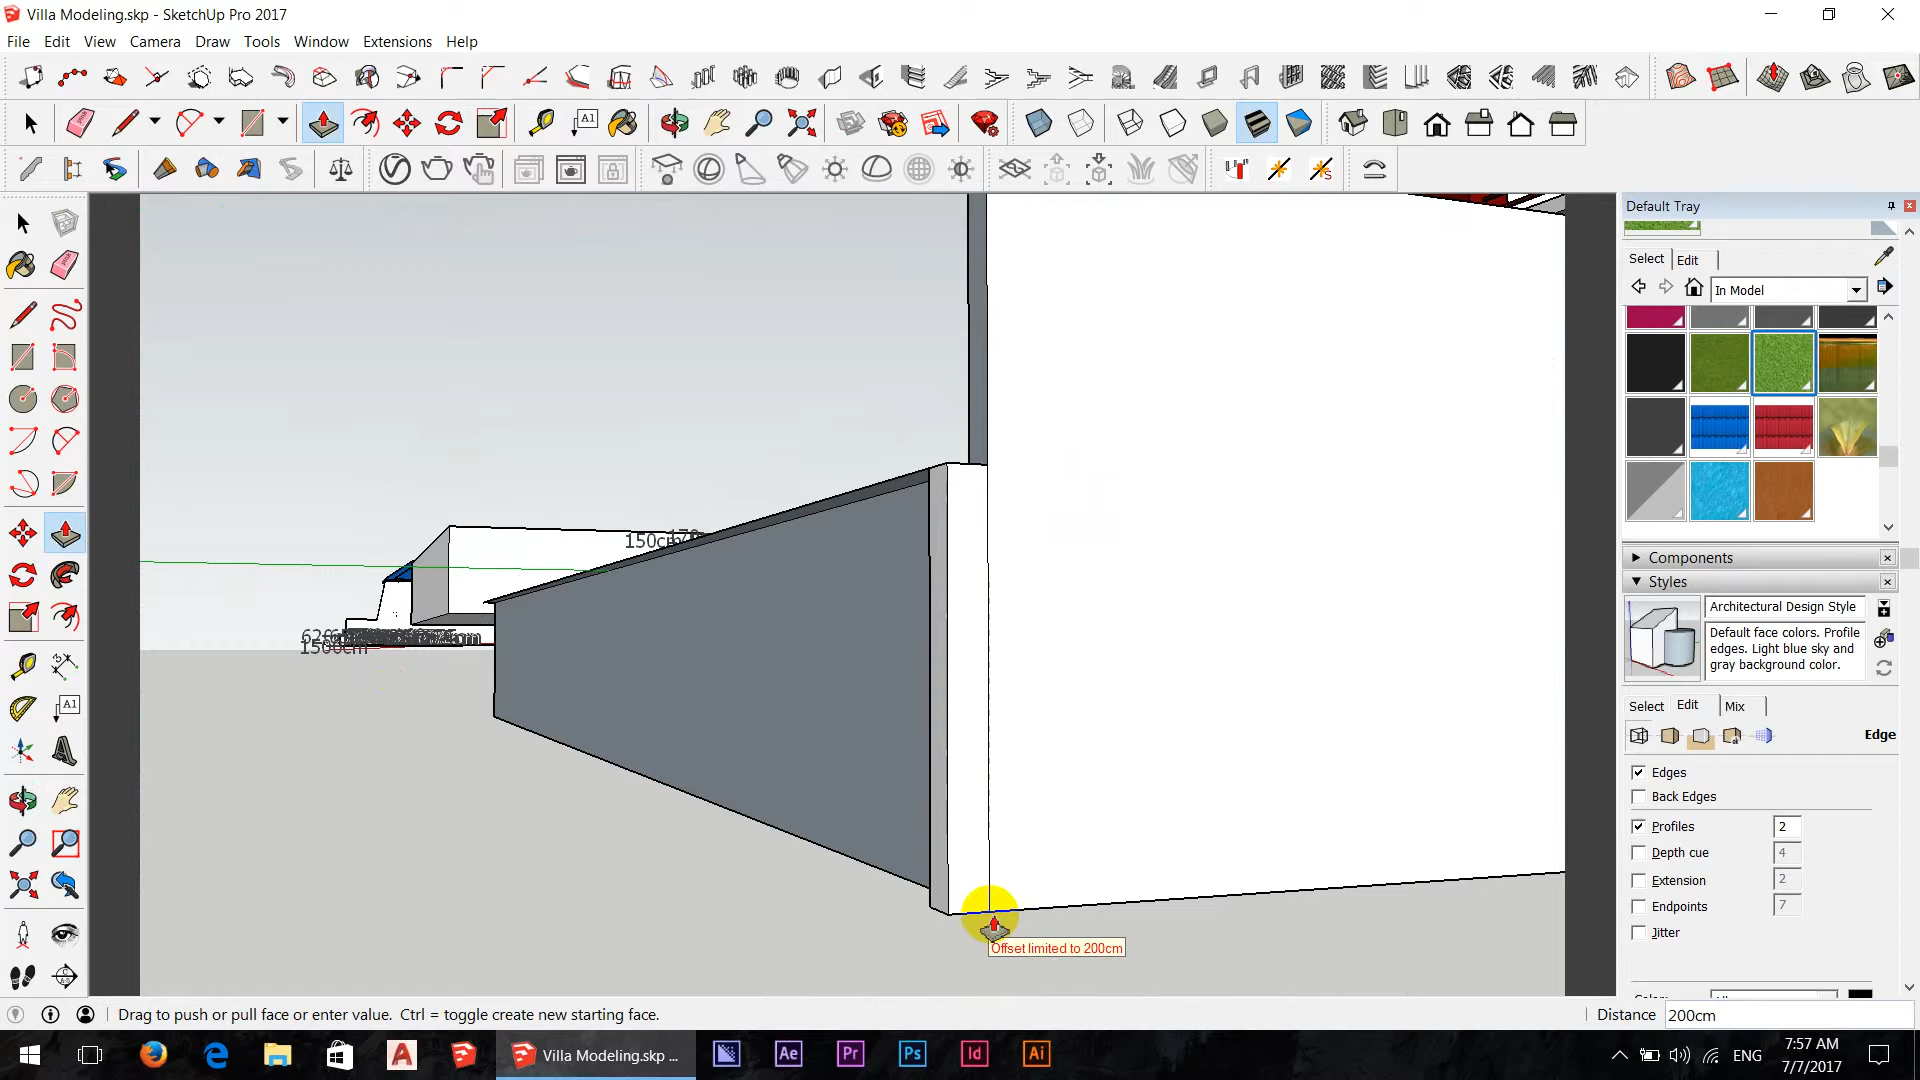 Villa Modeling.skp - SketchUp Pro 2017
File Edit View Camera Draw Tools Window Extensions Help
A1
Default Tray
Select Edit
In Model
150cm
1500cm
Components
Styles
Architectural Design Style
Default face colors. Profile
edges. Light blue sky and
gray background color.
A1
Select Edit Mix
Edge
Edges
Back Edges
Profiles 2
Depth cue 4
Extension 2
Endpoints 7
Jitter
Offset limited to 200cm
Drag to push or pull face or enter value. Ctrl = toggle create new starting face.
Distance 200cm
Villa Modeling.skp ...
Ae Pr Ps Id Ai
ENG
7:57 AM
7/7/2017